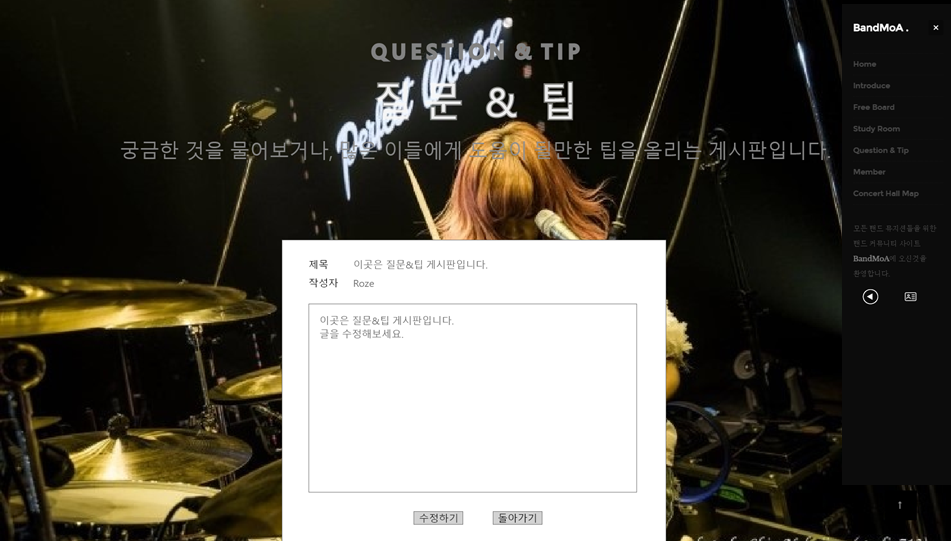 QUESTION & TIP
Perfect World
질문 & 팁
궁금한 것을 물어보거나, 많은 이들에게 도움이 될만한 팁을 올리는 게시판입니다.
제목 이곳은 질문&팁 게시판입니다.
작성자 Roze
이곳은 질문&팁 게시판입니다.
글을 수정해보세요.
수정하기 돌아가기
BandMoA . ×
Home
Introduce
Free Board
Study Room
Question & Tip
Member
Concert Hall Map
모든 밴드 뮤지션들을 위한
밴드 커뮤니티 사이트
BandMoA에 오신것을
환영합니다.